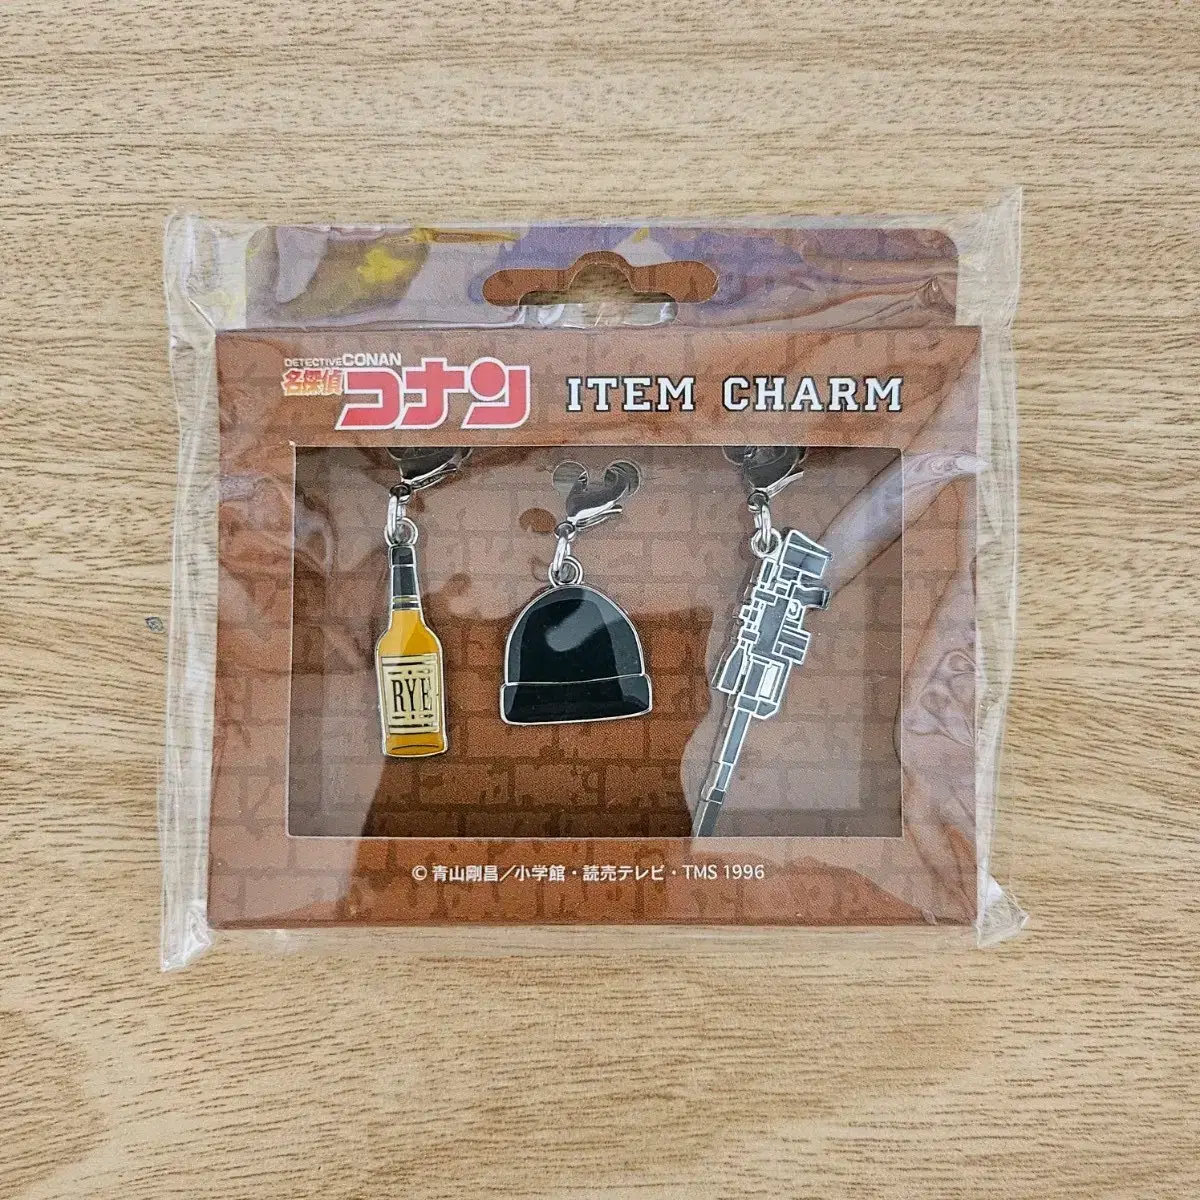 DETECTIVE CONAN
名探偵コナン
ITEM CHARM
RYE
© 青山剛昌／小学館・読売テレビ・TMS 1996